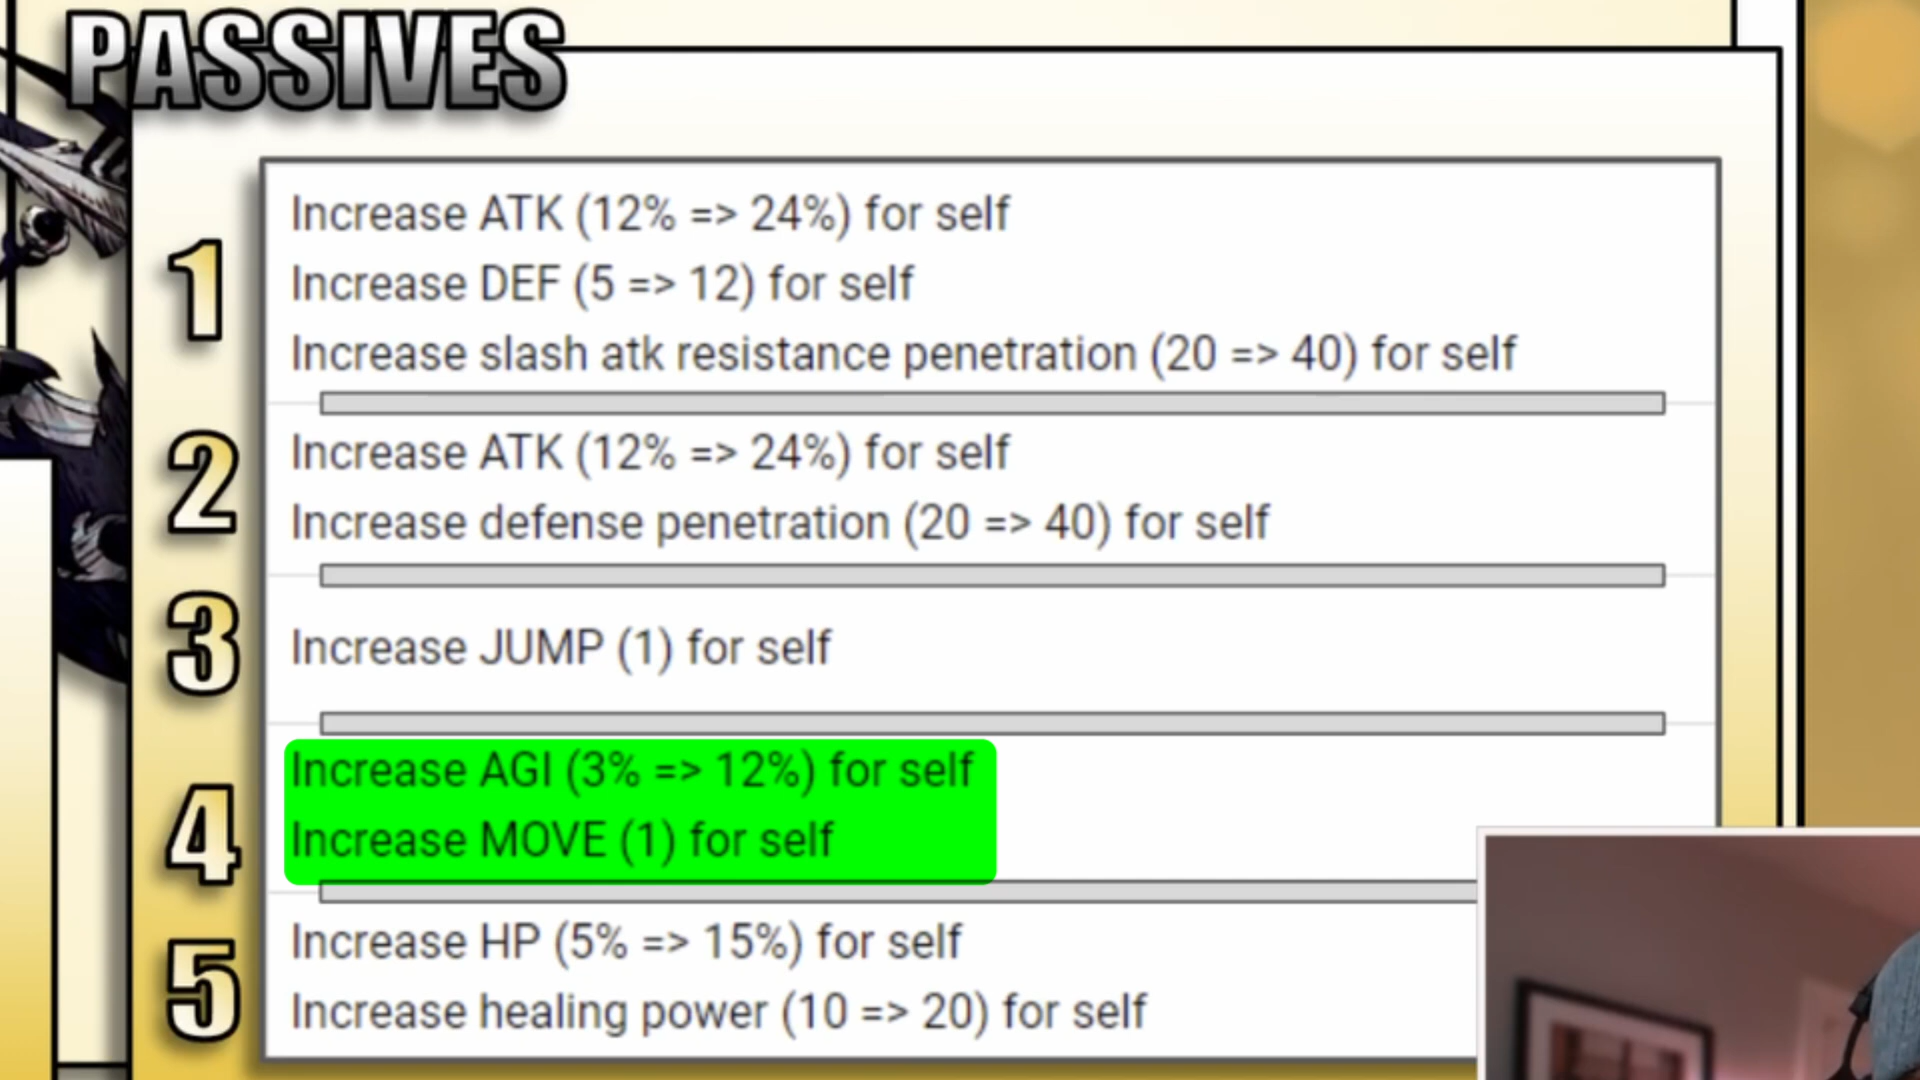 PASSIVES
1
Increase ATK (12% => 24%) for self
Increase DEF (5 => 12) for self
Increase slash atk resistance penetration (20 => 40) for self
2
Increase ATK (12% => 24%) for self
Increase defense penetration (20 => 40) for self
3
Increase JUMP (1) for self
4
Increase AGI (3% => 12%) for self
Increase MOVE (1) for self
5
Increase HP (5% => 15%) for self
Increase healing power (10 => 20) for self